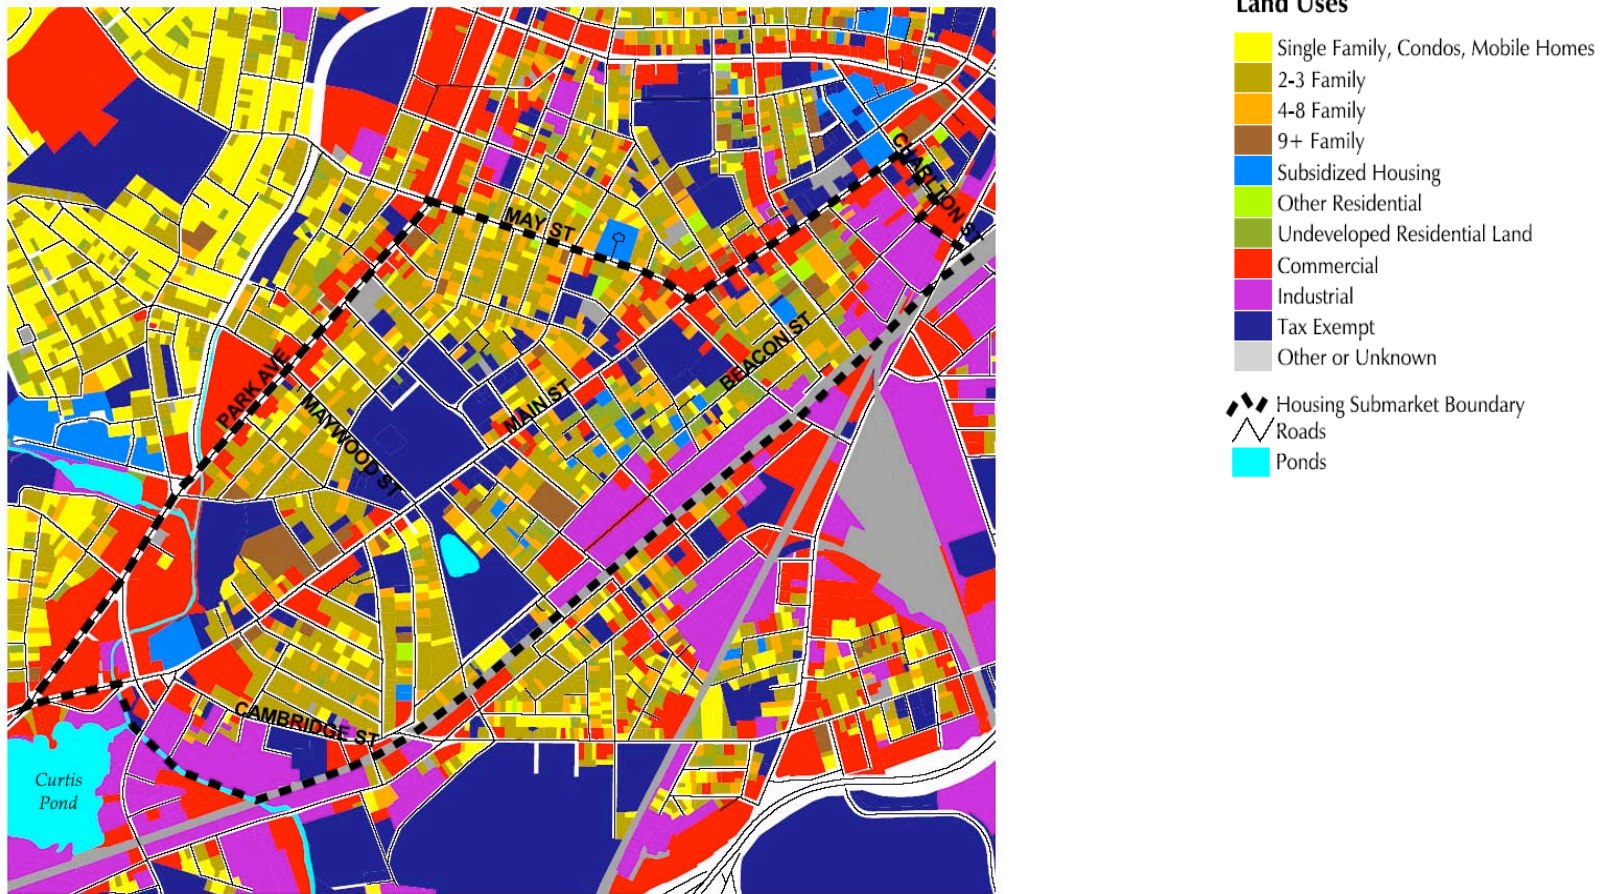 Land Uses
Single Family, Condos, Mobile Homes
2-3 Family
4-8 Family
9+ Family
Subsidized Housing
Other Residential
Undeveloped Residential Land
Commercial
Industrial
Tax Exempt
Other or Unknown
Housing Submarket Boundary
Roads
Ponds
CHARLTON ST
MAY ST
BEACON ST
PARK AVE
MAIN ST
MAYWOOD ST
CAMBRIDGE ST
Curtis
Pond